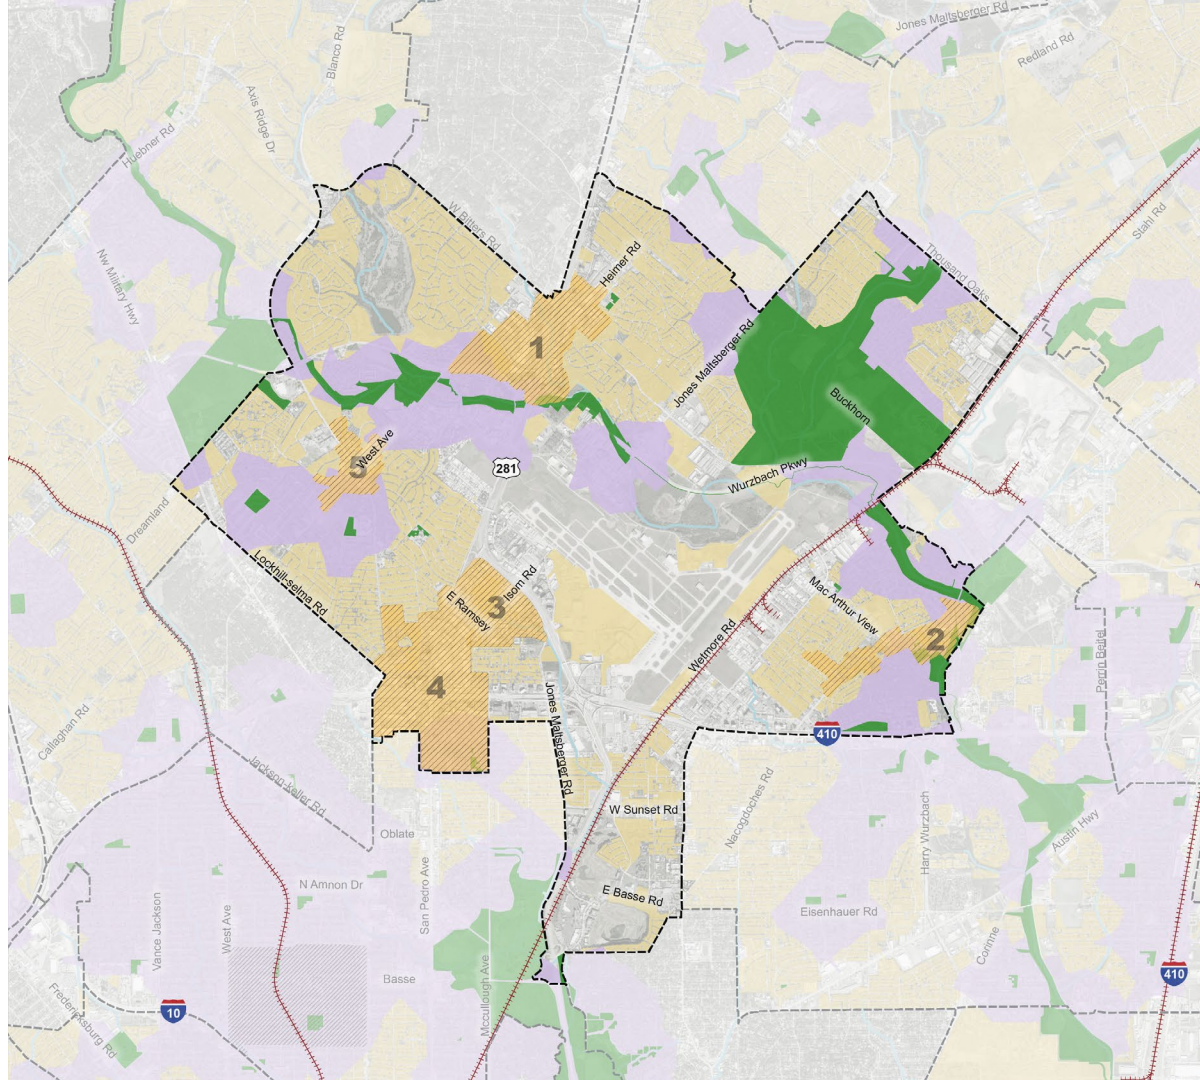 Jones Maltsberger Rd
Redland Rd
Blanco Rd
Axis Ridge Dr
Huebner Rd
W Bitters Rd
Stahl Rd
Nw Military Hwy
Heimer Rd
Thousand Oaks
1
Jones Maltsberger Rd
Buckhorn
West Ave
5
281
Wurzbach Pkwy
Dreamland
Lockhill-selma Rd
Isom Rd
E Ramsey
3
Mac Arthur View
2
Wetmore Rd
Perrin Beitel
4
Jones Maltsberger Rd
410
Callaghan Rd
Jackson-keller Rd
W Sunset Rd
Nacogdoches Rd
Harry Wurzbach
Austin Hwy
Oblate
N Amnon Dr
San Pedro Ave
E Basse Rd
Eisenhauer Rd
Vance Jackson
West Ave
Corinne
Basse
Mccullough Ave
410
10
Fredericksburg Rd